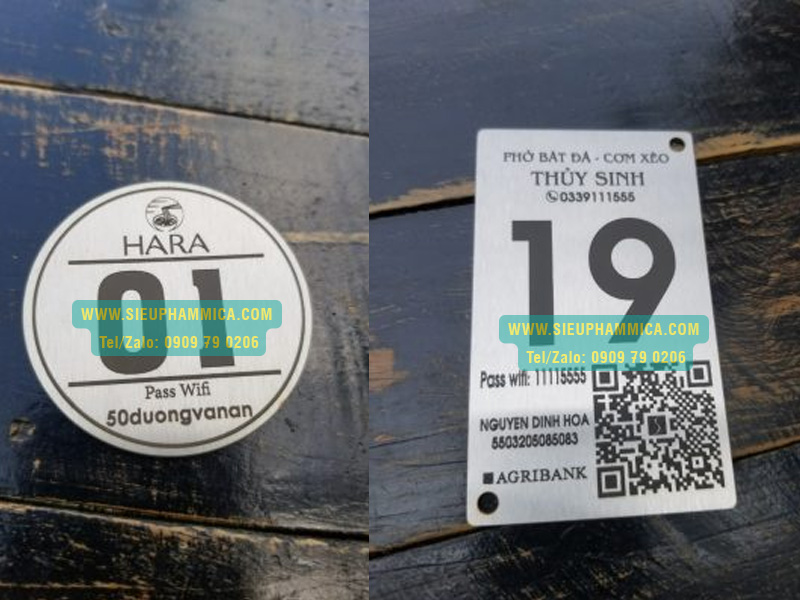 HARA
01
WWW.SIEUPHAMMICA.COM
Tel/Zalo: 0909 79 0206
Pass Wifi
50duongvanan
PHỞ BÁT ĐÁ - CƠM XÈO
THỦY SINH
0339111555
19
WWW.SIEUPHAMMICA.COM
Tel/Zalo: 0909 79 0206
Pass wifi: 11115555
NGUYEN DINH HOA
5503205085083
AGRIBANK